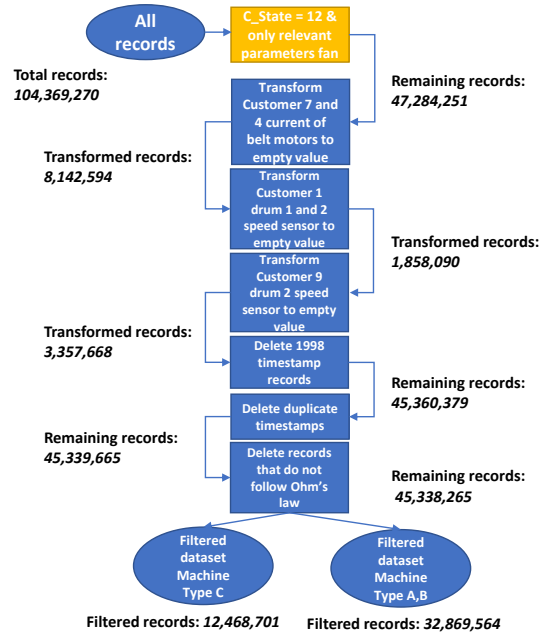 All
records
C_State = 12 &
only relevant
parameters fan
Total records:
104,369,270
Remaining records:
47,284,251
Transform
Customer 7 and
4 current of
belt motors to
empty value
Transformed records:
8,142,594
Transform
Customer 1
drum 1 and 2
speed sensor to
empty value
Transformed records:
1,858,090
Transform
Customer 9
drum 2 speed
sensor to empty
value
Transformed records:
3,357,668
Delete 1998
timestamp
records
Remaining records:
45,360,379
Delete duplicate
timestamps
Remaining records:
45,339,665
Delete records
that do not
follow Ohm's
law
Remaining records:
45,338,265
Filtered
dataset
Machine
Type C
Filtered
dataset
Machine
Type A,B
Filtered records: 12,468,701
Filtered records: 32,869,564